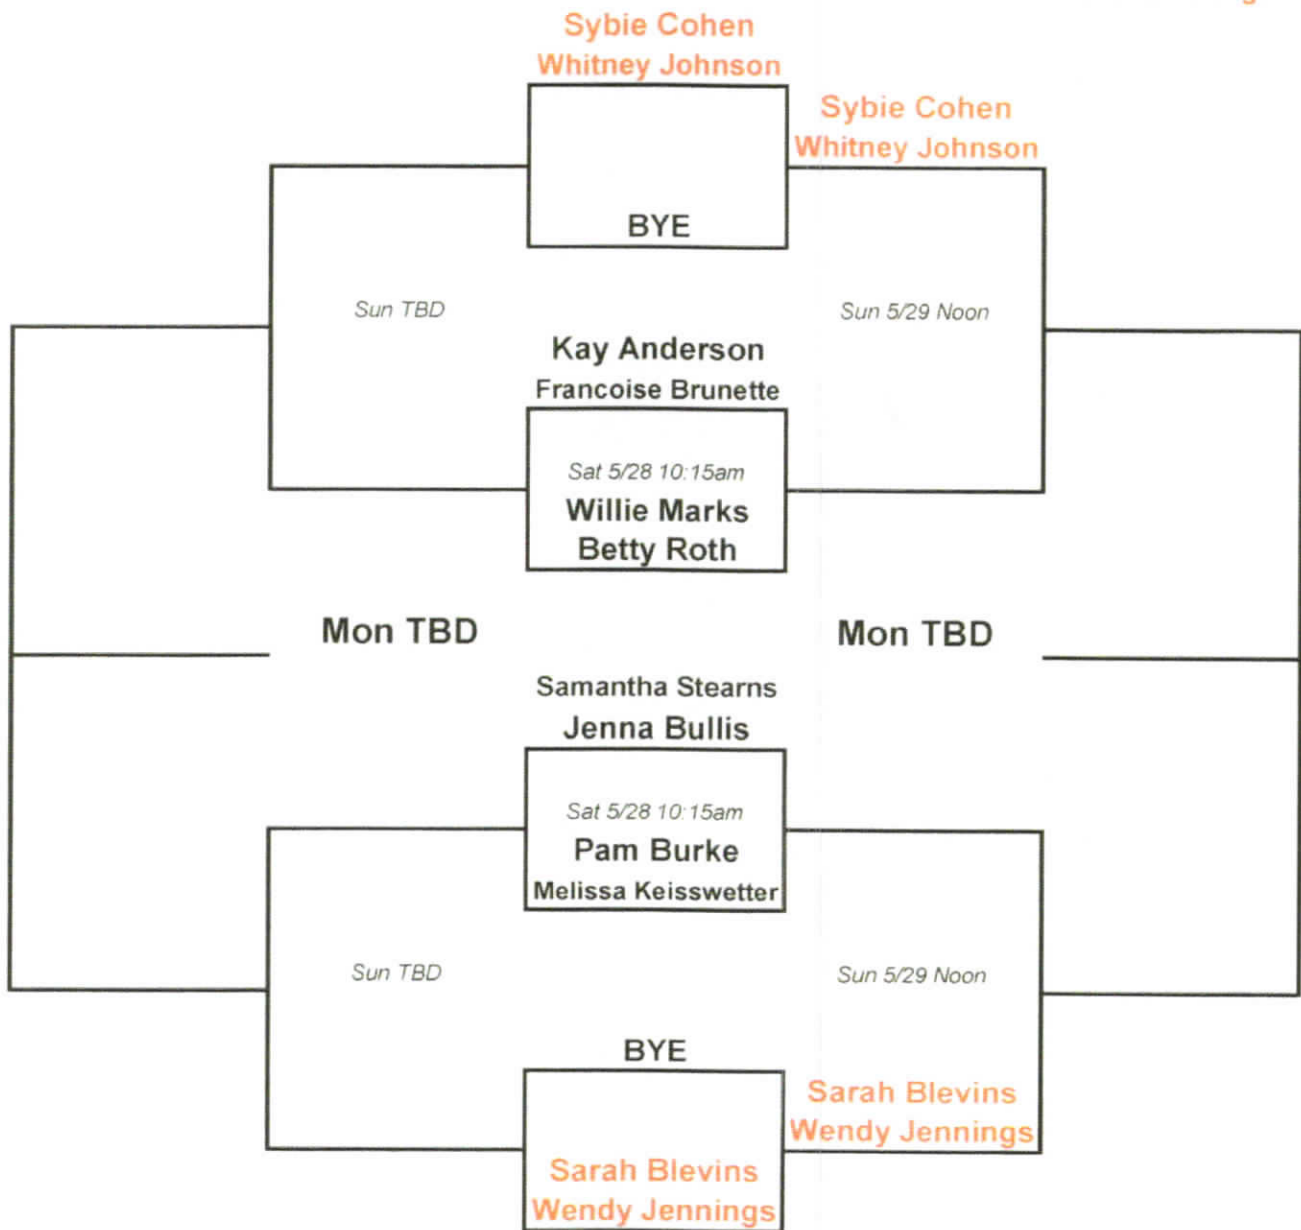 Sybie Cohen
Whitney Johnson
Sybie Cohen
Whitney Johnson
BYE
Sun TBD
Sun 5/29 Noon
Kay Anderson
Francoise Brunette
Sat 5/28 10:15am
Willie Marks
Betty Roth
Mon TBD
Mon TBD
Samantha Stearns
Jenna Bullis
Sat 5/28 10:15am
Pam Burke
Melissa Keisswetter
Sun TBD
Sun 5/29 Noon
BYE
Sarah Blevins
Wendy Jennings
Sarah Blevins
Wendy Jennings